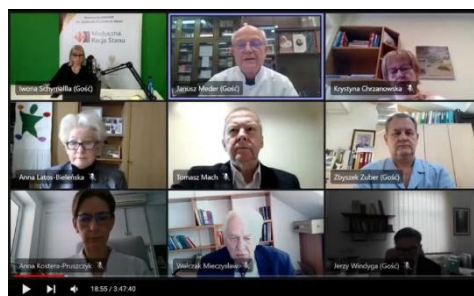 Medyczna
Racja Stanu
Iwona Schymalla (Gość)
Janusz Meder (Gość)
Krystyna Chrzanowska
Anna Latos-Bieleńska
Tomasz Mach
Zbyszek Zuber (Gość)
Anna Kostera-Pruszczyk
Walczak Mieczysław
Jerzy Windyga (Gość)
18:55 / 3:47:40